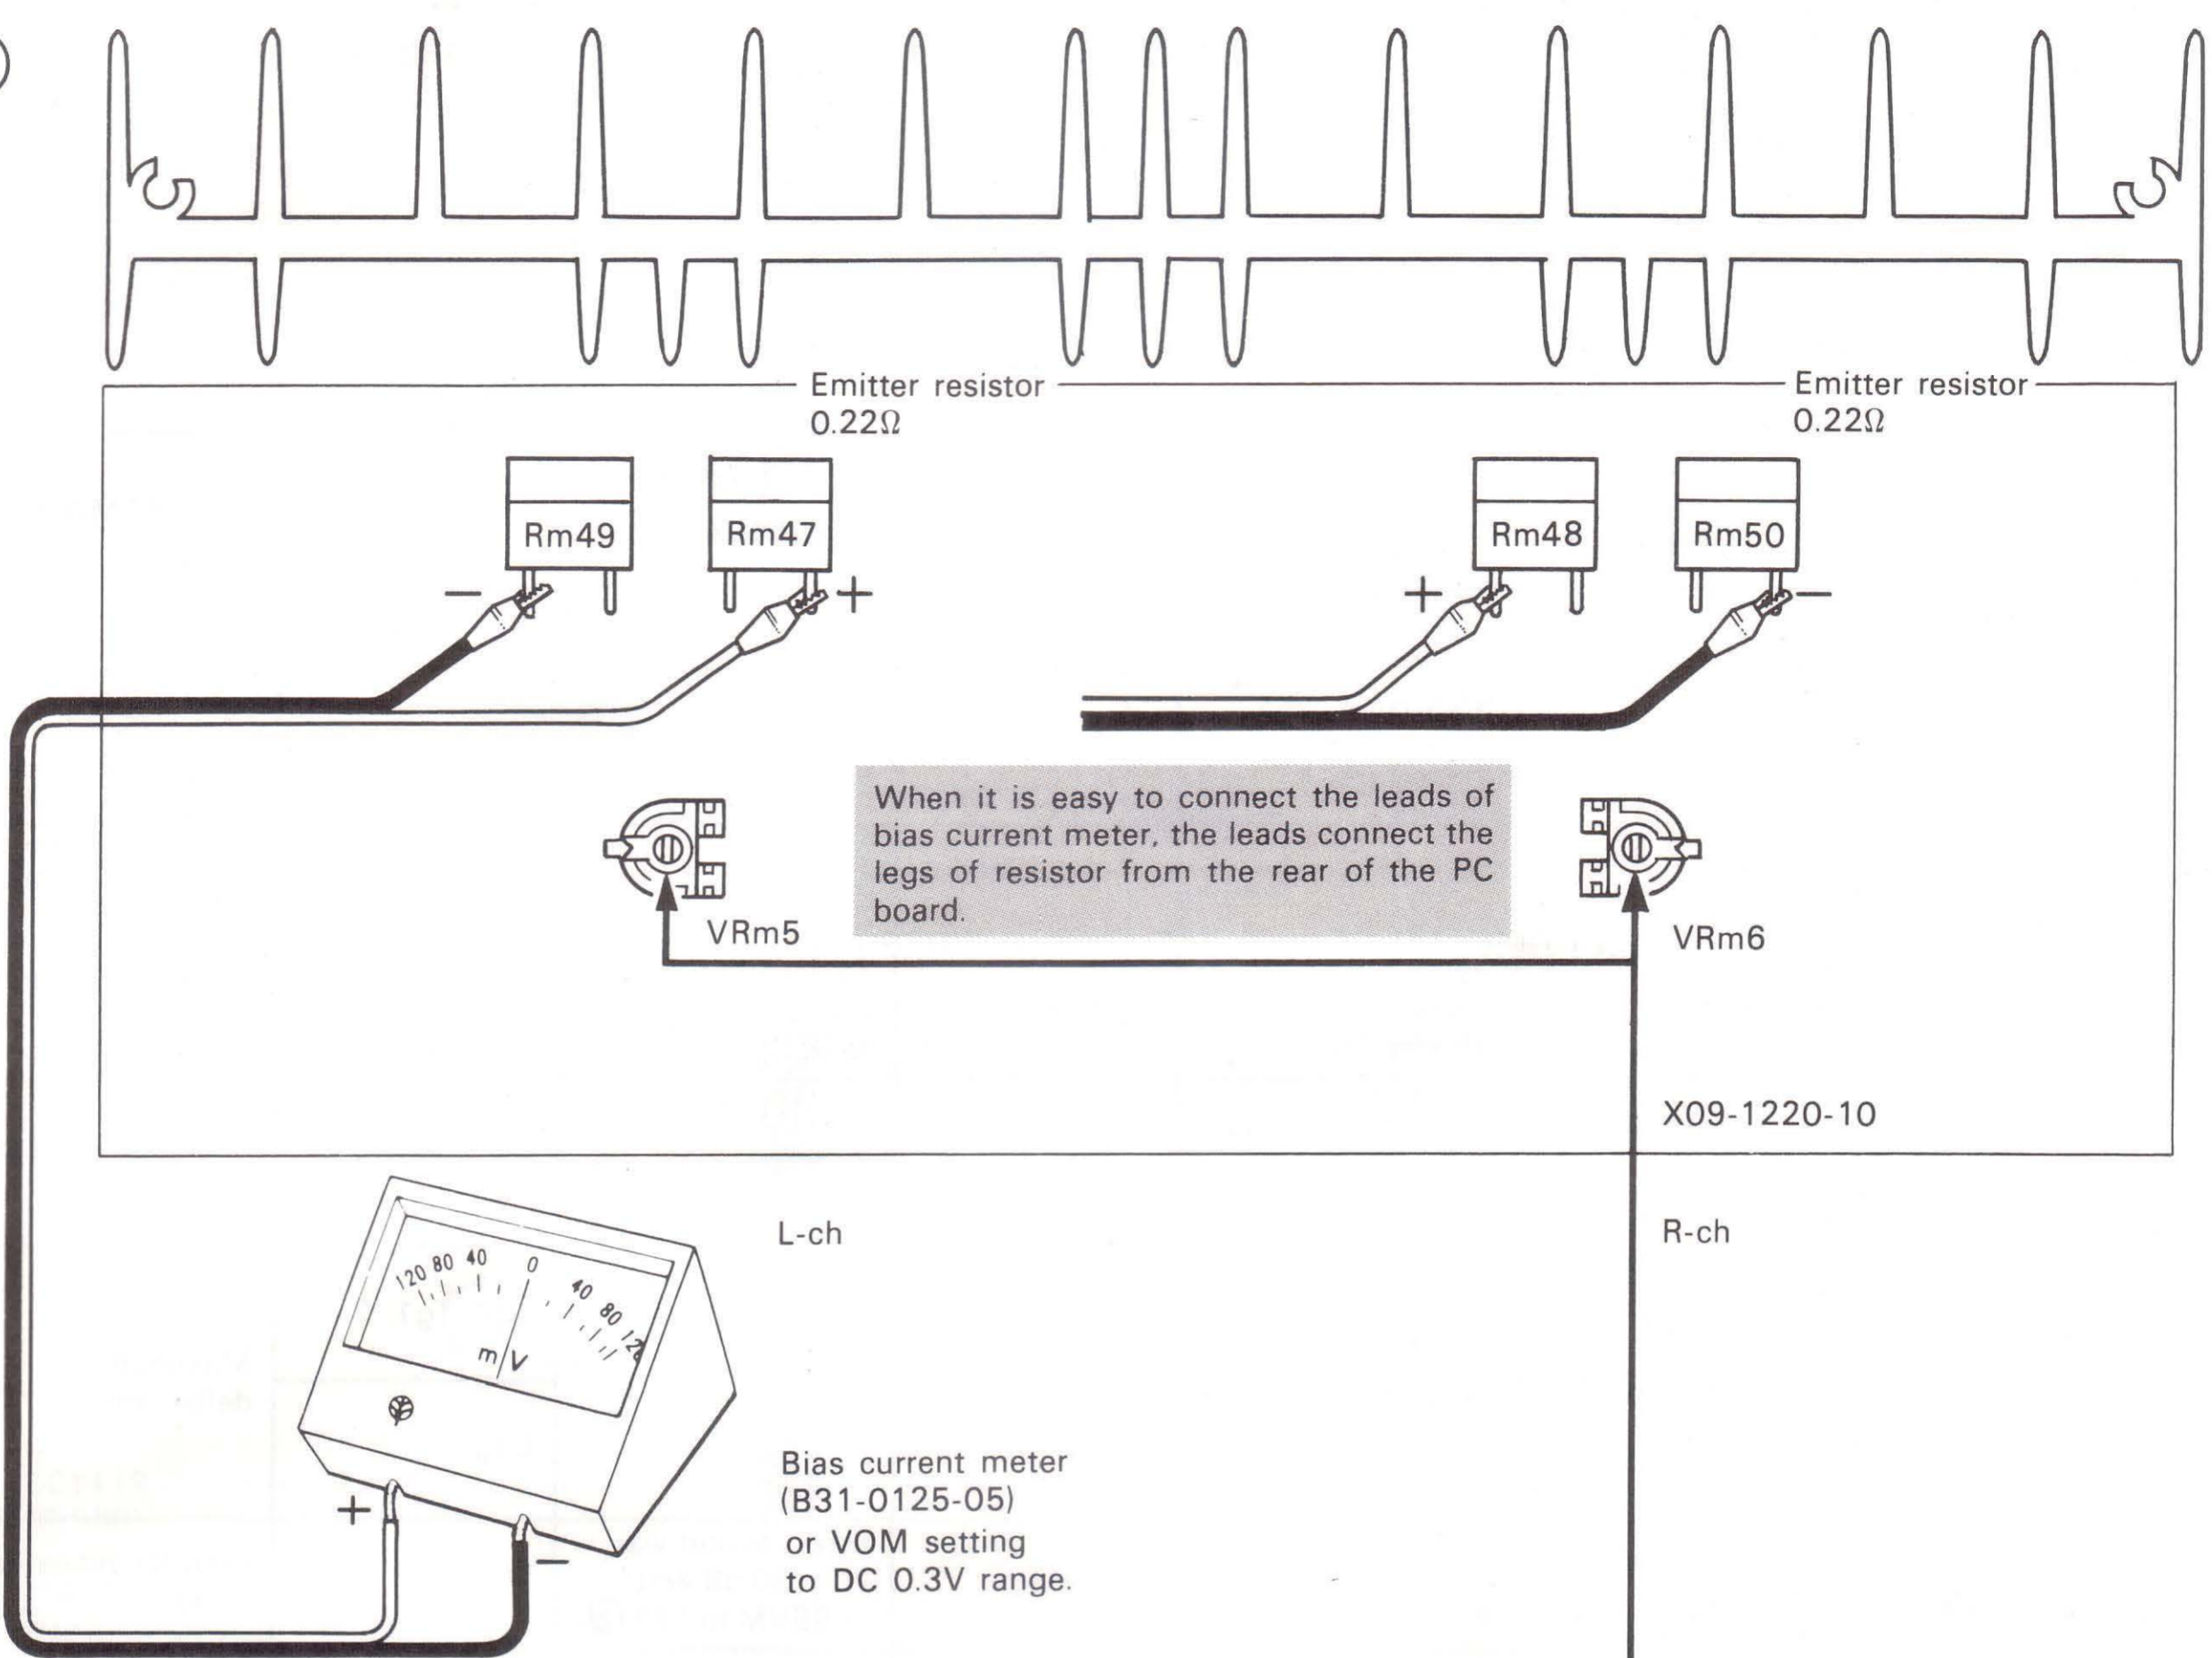 Emitter resistor
0.22Ω
Emitter resistor
0.22Ω
Rm49
Rm47
Rm48
Rm50
−
+
+
−
When it is easy to connect the leads of
bias current meter, the leads connect the
legs of resistor from the rear of the PC
board.
VRm5
VRm6
X09-1220-10
L-ch
R-ch
120 80 40 0 40 80 120
mV
+
−
Bias current meter
(B31-0125-05)
or VOM setting
to DC 0.3V range.